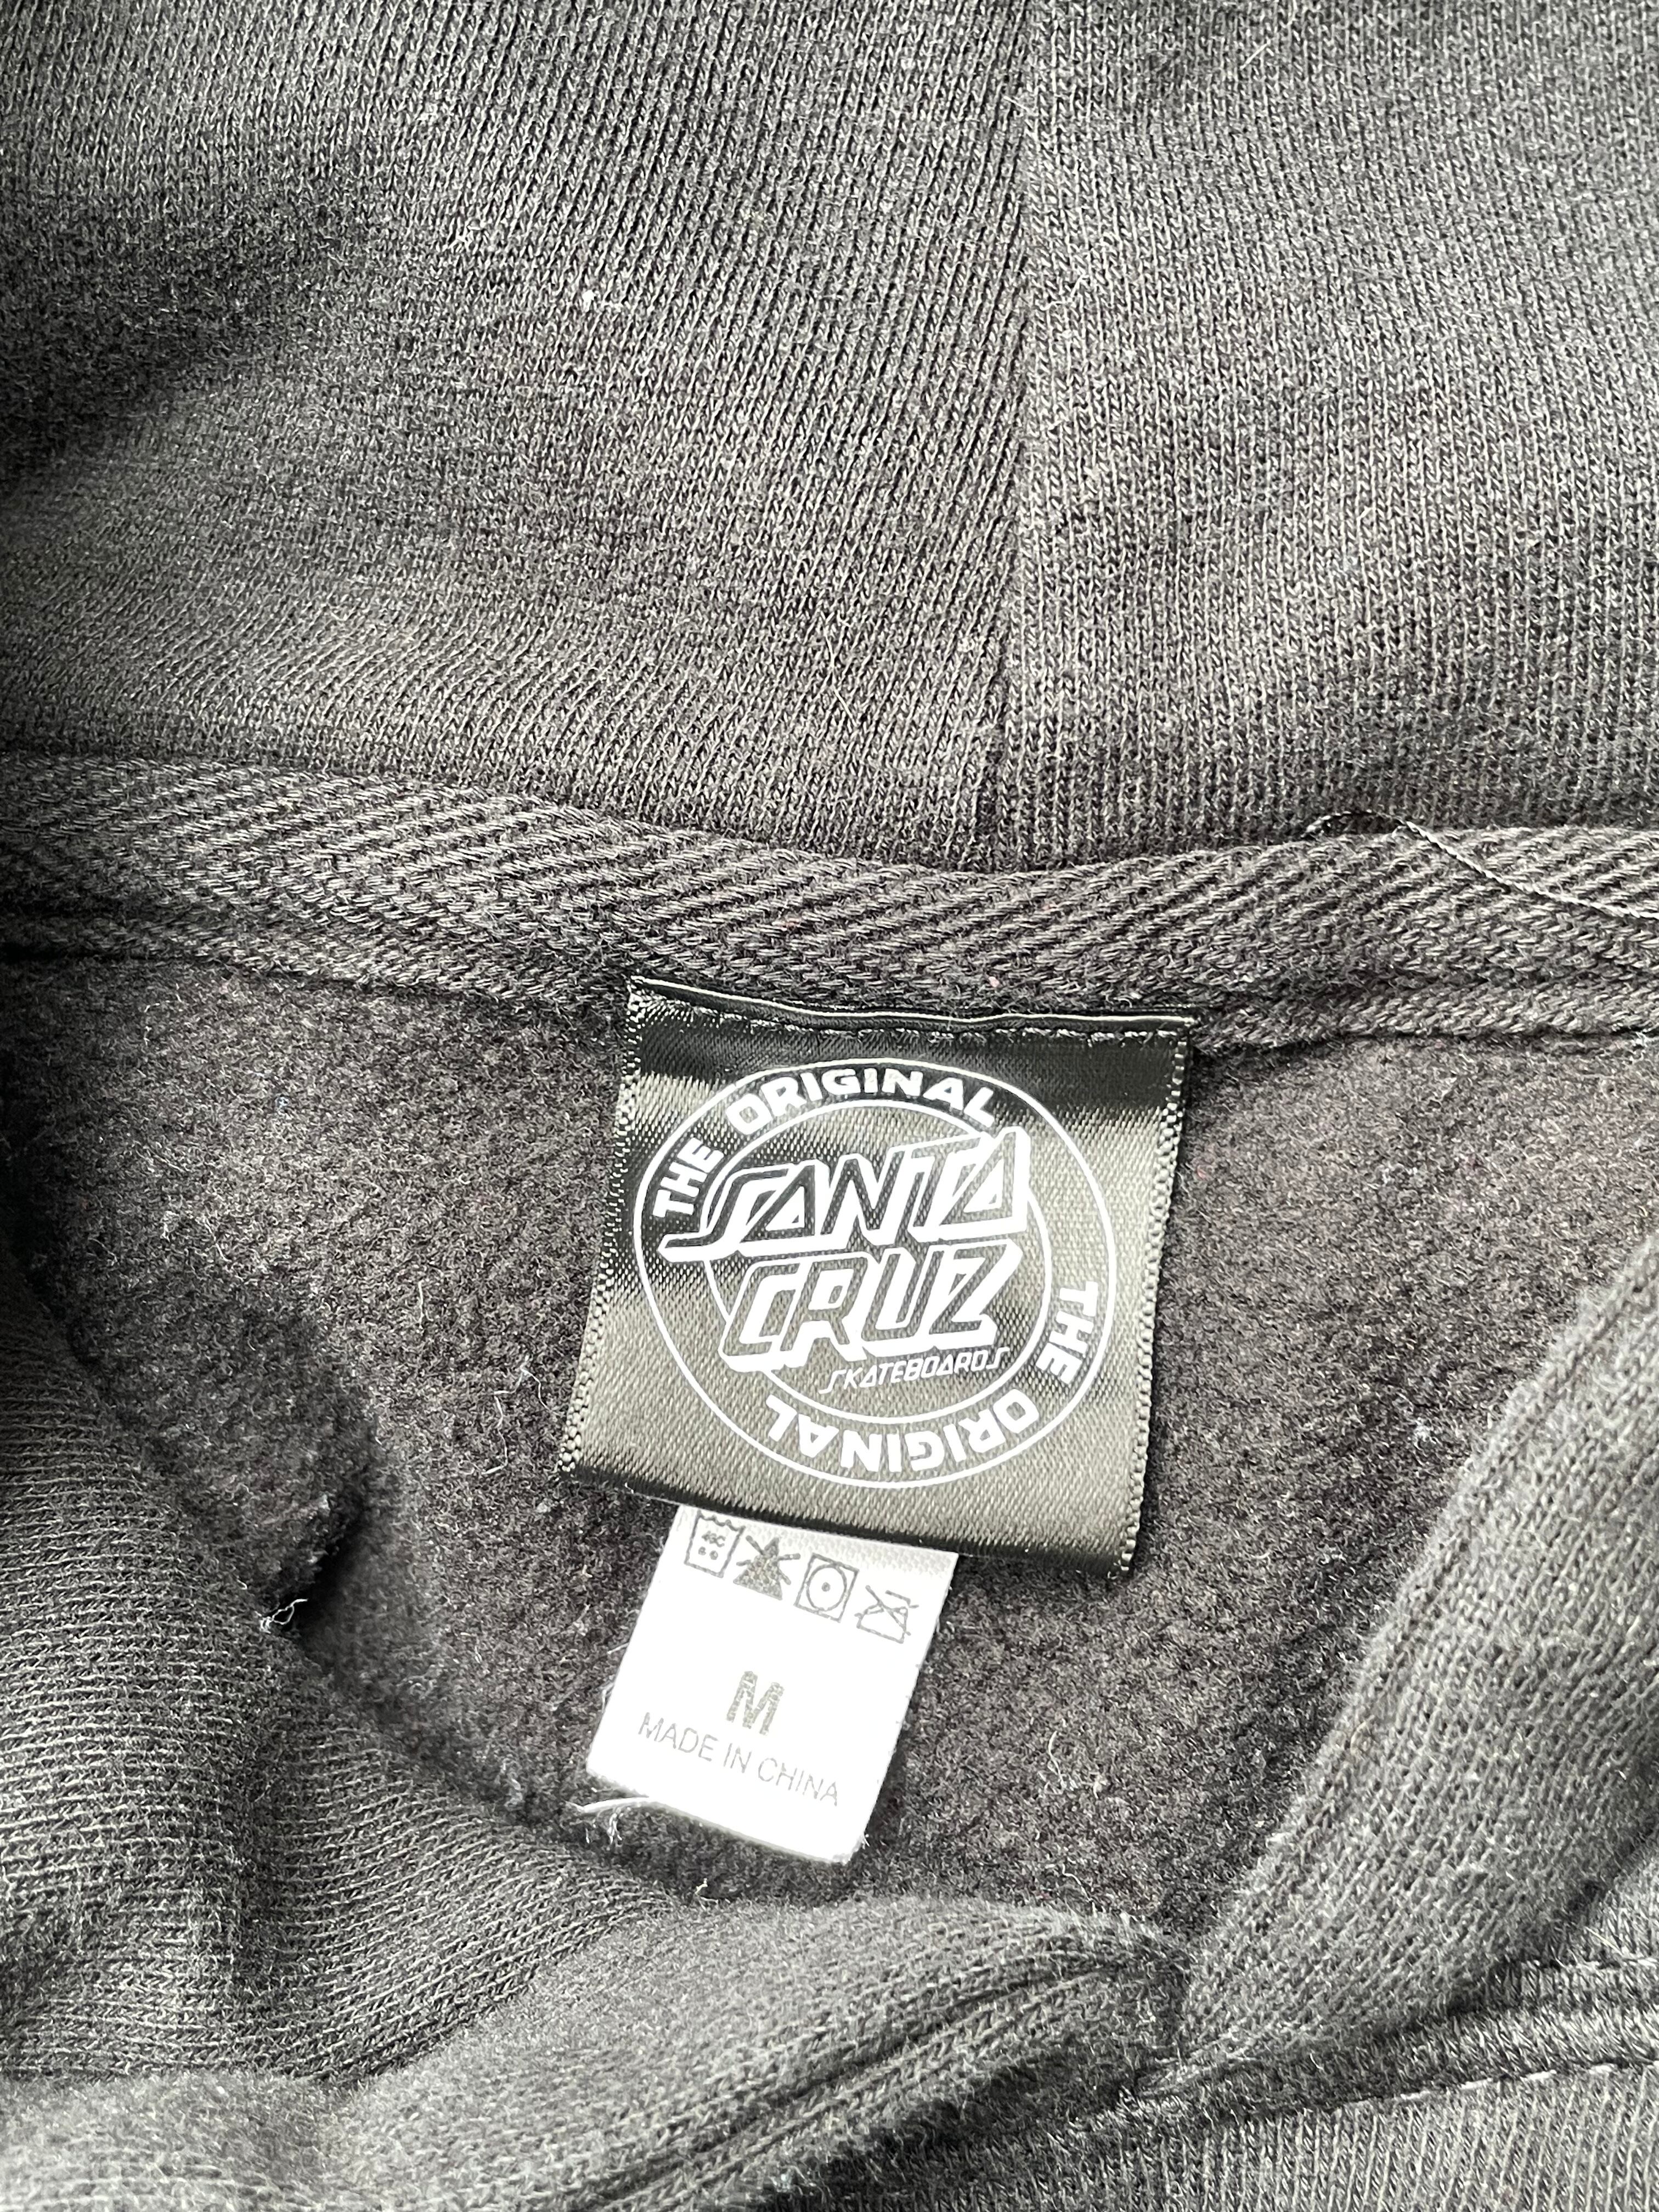 THE ORIGINAL
SANTA
CRUZ
SKATEBOARDS
THE ORIGINAL
M
MADE IN CHINA